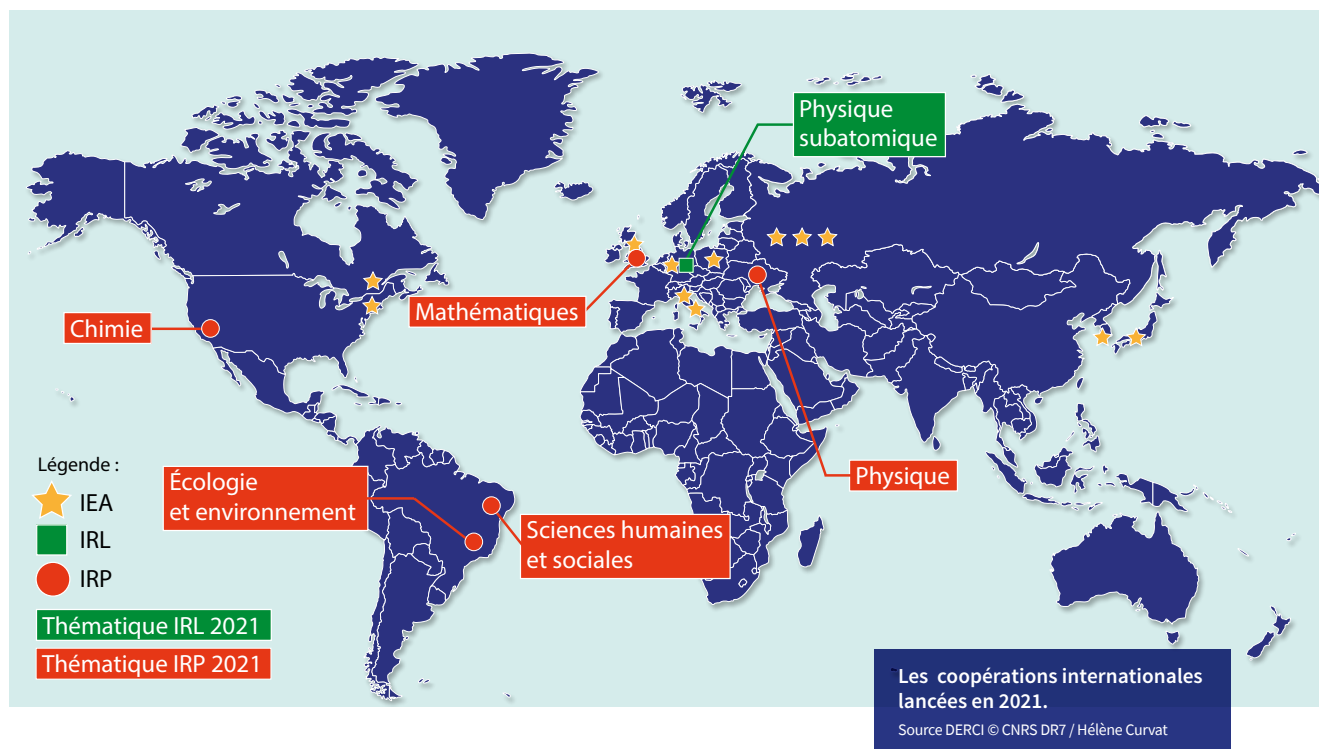 Physique
subatomique
Mathématiques
Chimie
Physique
Légende :
IEA
IRL
IRP
Écologie
et environnement
Sciences humaines
et sociales
Thématique IRL 2021
Thématique IRP 2021
Les coopérations internationales
lancées en 2021.
Source DERCI © CNRS DR7 / Hélène Curvat